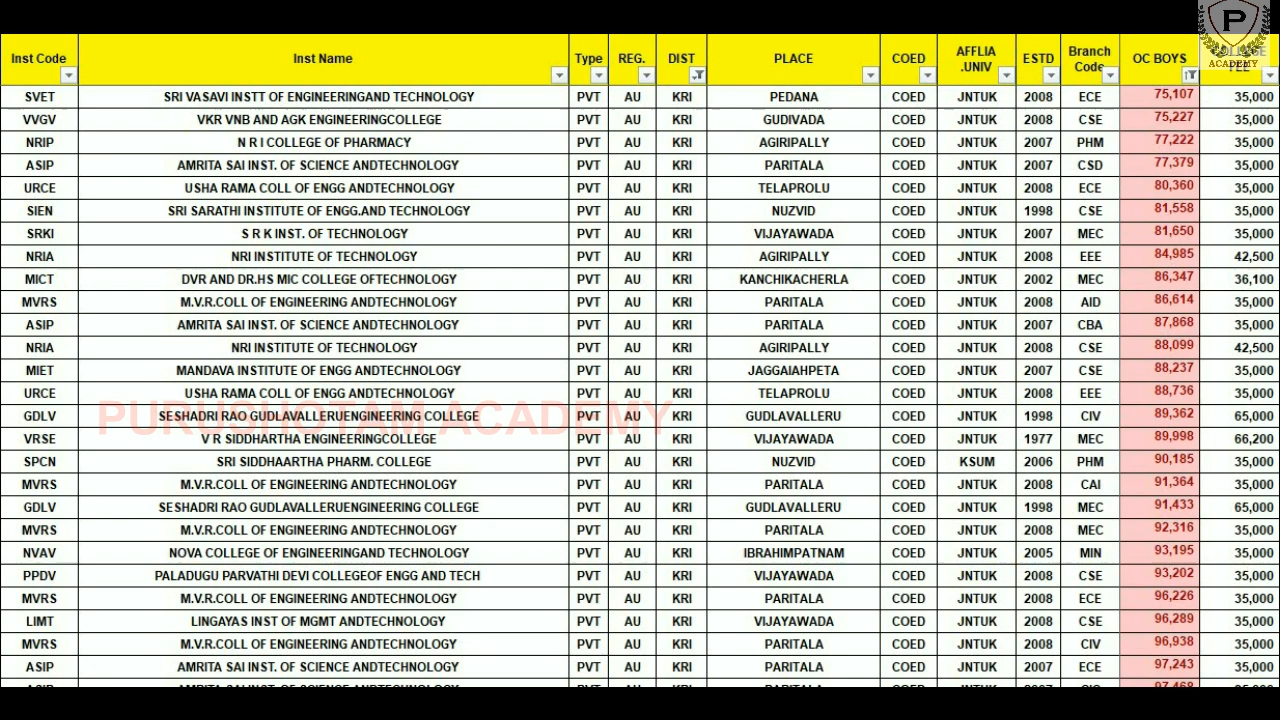 P
ACADEMY
Inst Code Inst Name Type REG. DIST PLACE COED AFFLIA .UNIV ESTD Branch Code OC BOYS COLLEGE FEE
SVET SRI VASAVI INSTT OF ENGINEERINGAND TECHNOLOGY PVT AU KRI PEDANA COED JNTUK 2008 ECE 75,107 35,000
VVGV VKR VNB AND AGK ENGINEERINGCOLLEGE PVT AU KRI GUDIVADA COED JNTUK 2008 CSE 75,227 35,000
NRIP N R I COLLEGE OF PHARMACY PVT AU KRI AGIRIPALLY COED JNTUK 2007 PHM 77,222 35,000
ASIP AMRITA SAI INST. OF SCIENCE ANDTECHNOLOGY PVT AU KRI PARITALA COED JNTUK 2007 CSD 77,379 35,000
URCE USHA RAMA COLL OF ENGG ANDTECHNOLOGY PVT AU KRI TELAPROLU COED JNTUK 2008 ECE 80,360 35,000
SIEN SRI SARATHI INSTITUTE OF ENGG.AND TECHNOLOGY PVT AU KRI NUZVID COED JNTUK 1998 CSE 81,558 35,000
SRKI S R K INST. OF TECHNOLOGY PVT AU KRI VIJAYAWADA COED JNTUK 2007 MEC 81,650 35,000
NRIA NRI INSTITUTE OF TECHNOLOGY PVT AU KRI AGIRIPALLY COED JNTUK 2008 EEE 84,985 42,500
MICT DVR AND DR.HS MIC COLLEGE OFTECHNOLOGY PVT AU KRI KANCHIKACHERLA COED JNTUK 2002 MEC 86,347 36,100
MVRS M.V.R.COLL OF ENGINEERING ANDTECHNOLOGY PVT AU KRI PARITALA COED JNTUK 2008 AID 86,614 35,000
ASIP AMRITA SAI INST. OF SCIENCE ANDTECHNOLOGY PVT AU KRI PARITALA COED JNTUK 2007 CBA 87,868 35,000
NRIA NRI INSTITUTE OF TECHNOLOGY PVT AU KRI AGIRIPALLY COED JNTUK 2008 CSE 88,099 42,500
MIET MANDAVA INSTITUTE OF ENGG ANDTECHNOLOGY PVT AU KRI JAGGAIAHPETA COED JNTUK 2007 CSE 88,237 35,000
URCE USHA RAMA COLL OF ENGG ANDTECHNOLOGY PVT AU KRI TELAPROLU COED JNTUK 2008 EEE 88,736 35,000
PURUSHOTAM ACADEMY
GDLV SESHADRI RAO GUDLAVALLERUENGINEERING COLLEGE PVT AU KRI GUDLAVALLERU COED JNTUK 1998 CIV 89,362 65,000
VRSE V R SIDDHARTHA ENGINEERINGCOLLEGE PVT AU KRI VIJAYAWADA COED JNTUK 1977 MEC 89,998 66,200
SPCN SRI SIDDHAARTHA PHARM. COLLEGE PVT AU KRI NUZVID COED KSUM 2006 PHM 90,185 35,000
MVRS M.V.R.COLL OF ENGINEERING ANDTECHNOLOGY PVT AU KRI PARITALA COED JNTUK 2008 CAI 91,364 35,000
GDLV SESHADRI RAO GUDLAVALLERUENGINEERING COLLEGE PVT AU KRI GUDLAVALLERU COED JNTUK 1998 MEC 91,433 65,000
MVRS M.V.R.COLL OF ENGINEERING ANDTECHNOLOGY PVT AU KRI PARITALA COED JNTUK 2008 MEC 92,316 35,000
NVAV NOVA COLLEGE OF ENGINEERINGAND TECHNOLOGY PVT AU KRI IBRAHIMPATNAM COED JNTUK 2005 MIN 93,195 35,000
PPDV PALADUGU PARVATHI DEVI COLLEGEOF ENGG AND TECH PVT AU KRI VIJAYAWADA COED JNTUK 2008 CSE 93,202 35,000
MVRS M.V.R.COLL OF ENGINEERING ANDTECHNOLOGY PVT AU KRI PARITALA COED JNTUK 2008 ECE 96,226 35,000
LIMT LINGAYAS INST OF MGMT ANDTECHNOLOGY PVT AU KRI VIJAYAWADA COED JNTUK 2008 CSE 96,289 35,000
MVRS M.V.R.COLL OF ENGINEERING ANDTECHNOLOGY PVT AU KRI PARITALA COED JNTUK 2008 CIV 96,938 35,000
ASIP AMRITA SAI INST. OF SCIENCE ANDTECHNOLOGY PVT AU KRI PARITALA COED JNTUK 2007 ECE 97,243 35,000